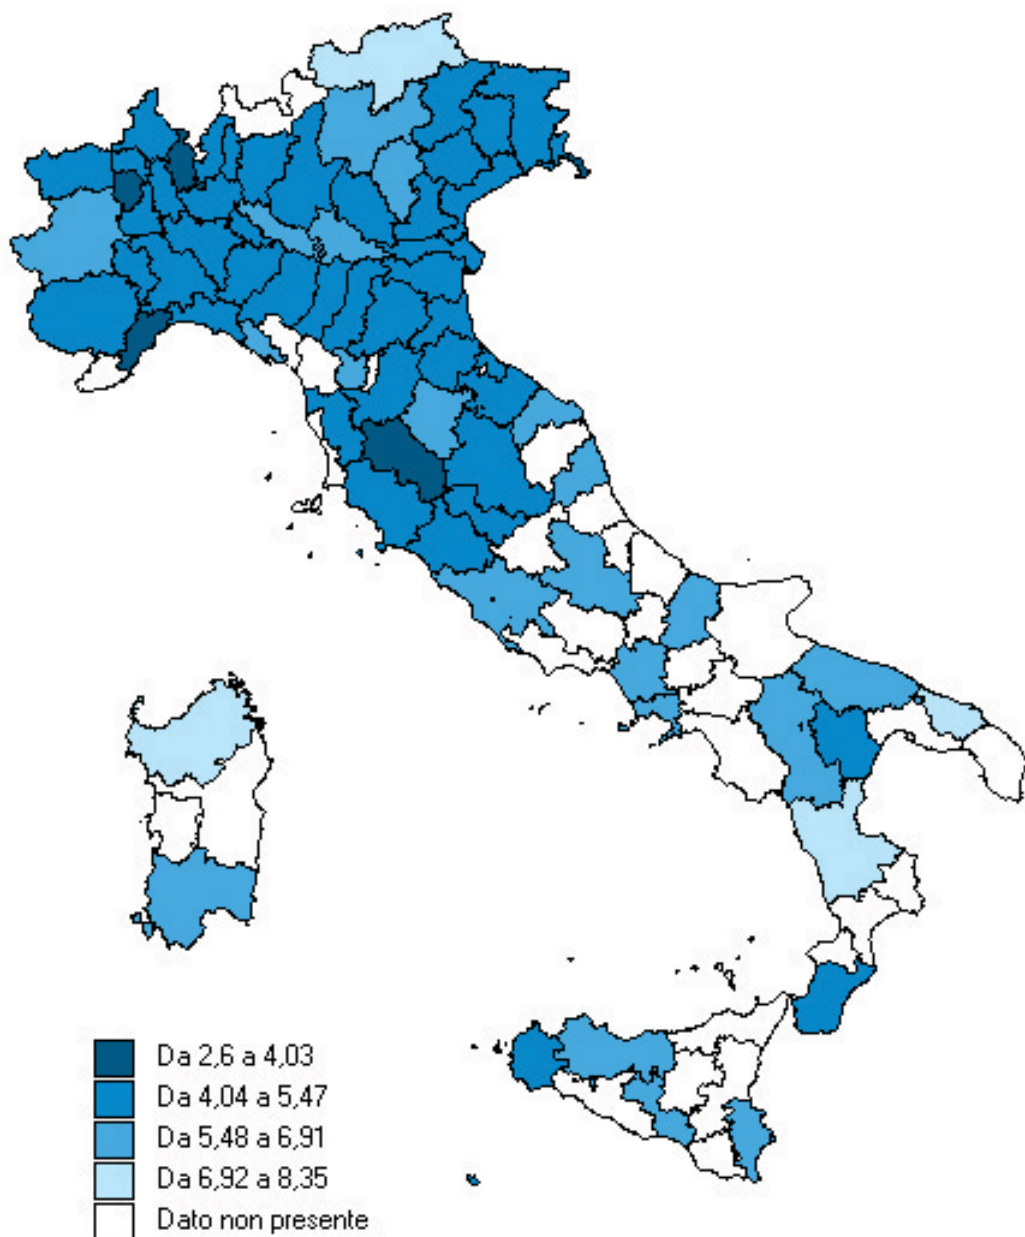 Da 2,6 a 4,03
Da 4,04 a 5,47
Da 5,48 a 6,91
Da 6,92 a 8,35
Dato non presente